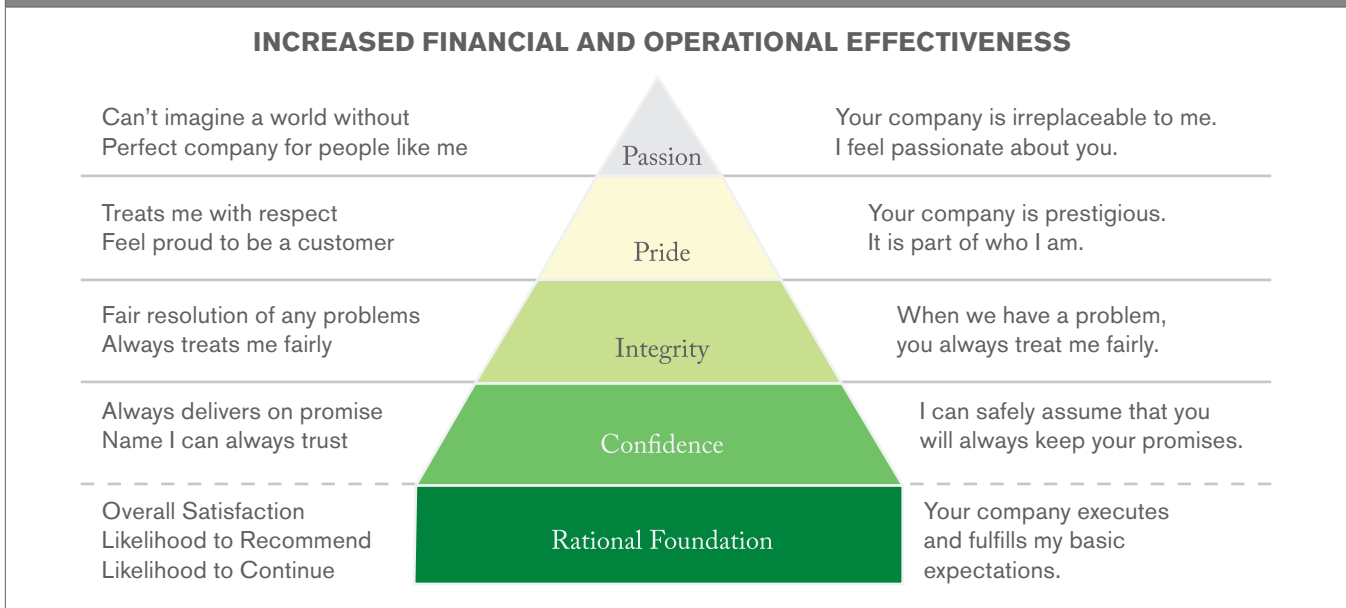 INCREASED FINANCIAL AND OPERATIONAL EFFECTIVENESS
Can’t imagine a world without
Perfect company for people like me
Passion
Your company is irreplaceable to me.
I feel passionate about you.
Treats me with respect
Feel proud to be a customer
Pride
Your company is prestigious.
It is part of who I am.
Fair resolution of any problems
Always treats me fairly
Integrity
When we have a problem,
you always treat me fairly.
Always delivers on promise
Name I can always trust
Confidence
I can safely assume that you
will always keep your promises.
Overall Satisfaction
Likelihood to Recommend
Likelihood to Continue
Rational Foundation
Your company executes
and fulfills my basic
expectations.